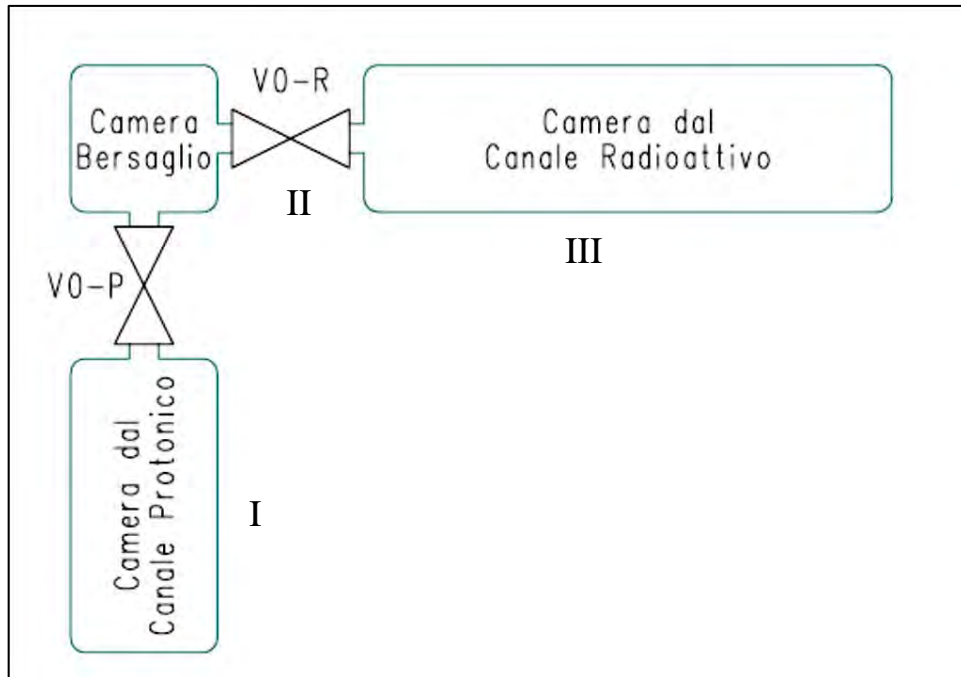 V0-R
Camera
Bersaglio
Camera dal
Canale Radioattivo
II
III
V0-P
Camera dal
Canale Protonico
I